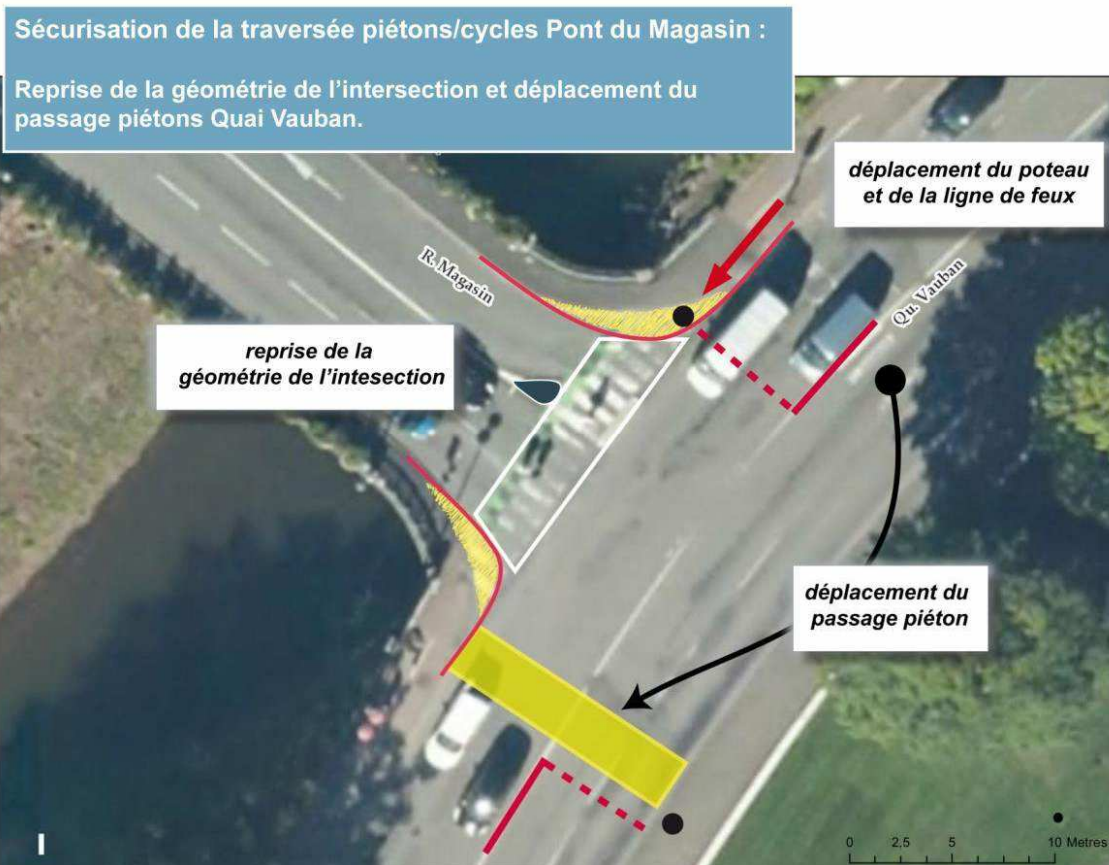 Sécurisation de la traversée piétons/cycles Pont du Magasin :
Reprise de la géométrie de l'intersection et déplacement du
passage piétons Quai Vauban.
déplacement du poteau
et de la ligne de feux
R. Magasin
Qu. Vauban
reprise de la
géométrie de l'intesection
déplacement du
passage piéton
0 2,5 5 10 Metres